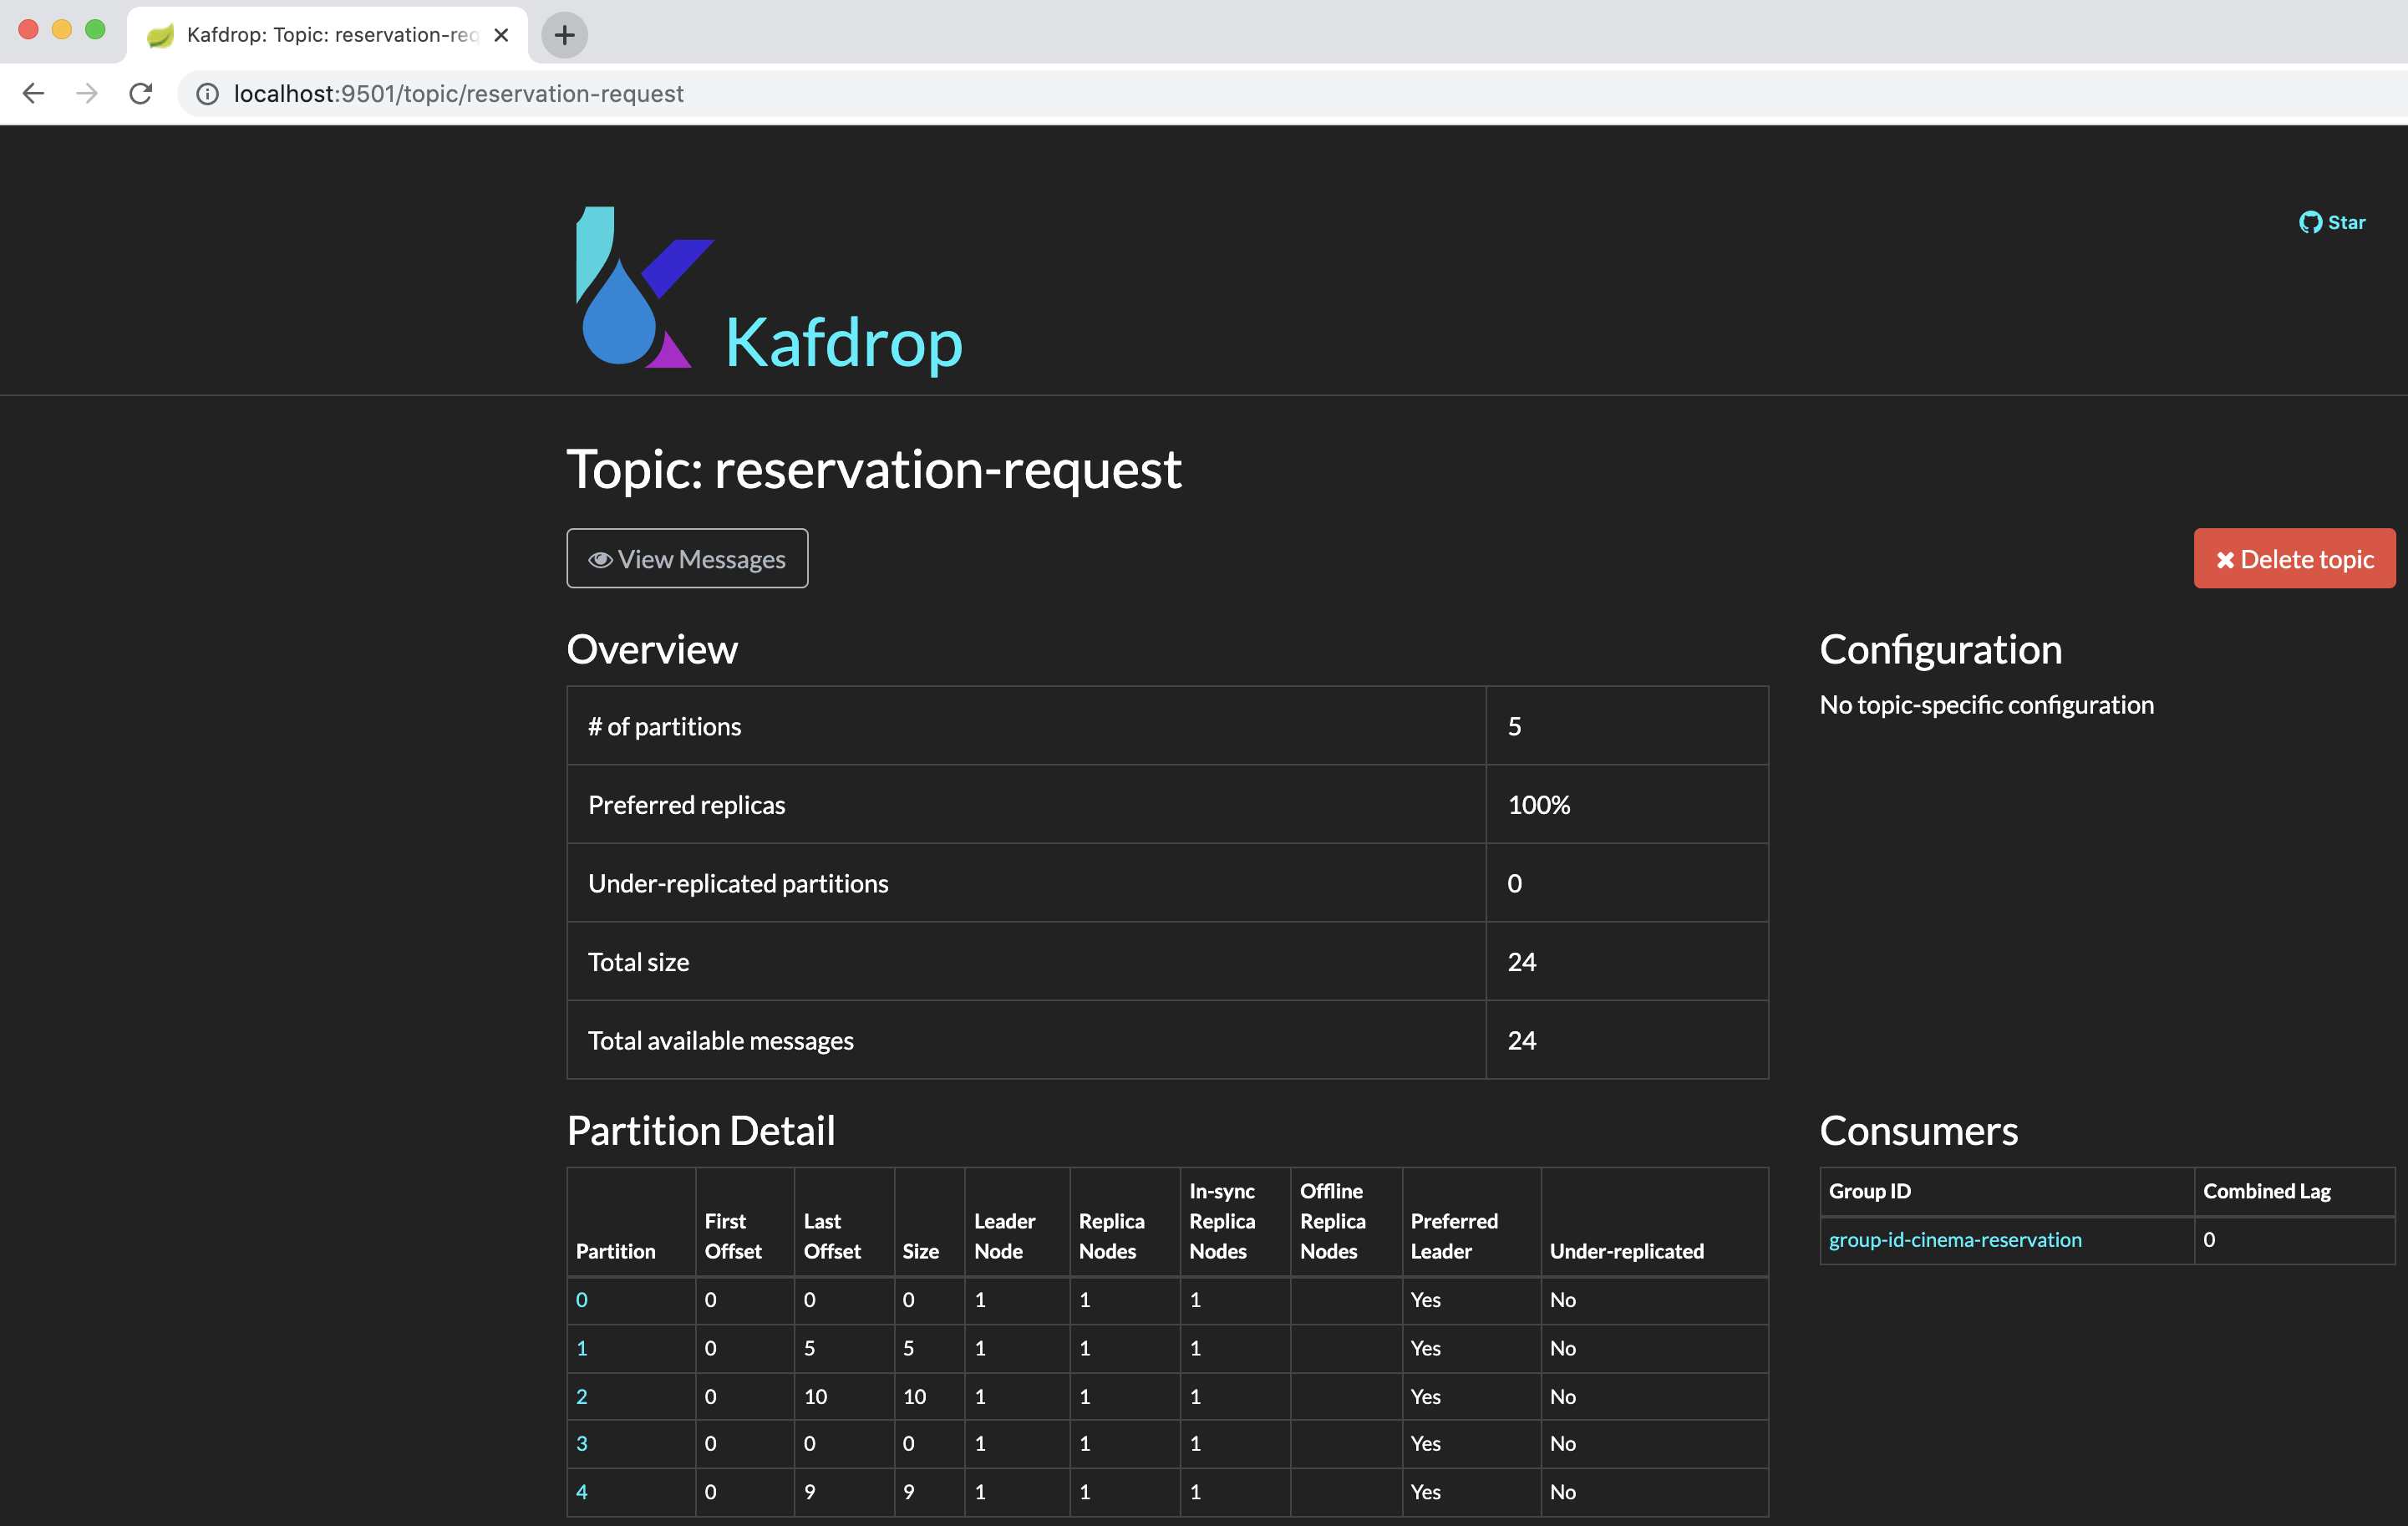 Kafdrop: Topic: reservation-req
localhost:9501/topic/reservation-request
Star
Kafdrop
Topic: reservation-request
View Messages
Delete topic
Overview
# of partitions 5
Preferred replicas 100%
Under-replicated partitions 0
Total size 24
Total available messages 24
Configuration
No topic-specific configuration
Partition Detail
Partition First Offset Last Offset Size Leader Node Replica Nodes In-sync Replica Nodes Offline Replica Nodes Preferred Leader Under-replicated
0 0 0 0 1 1 1 Yes No
1 0 5 5 1 1 1 Yes No
2 0 10 10 1 1 1 Yes No
3 0 0 0 1 1 1 Yes No
4 0 9 9 1 1 1 Yes No
Consumers
Group ID Combined Lag
group-id-cinema-reservation 0